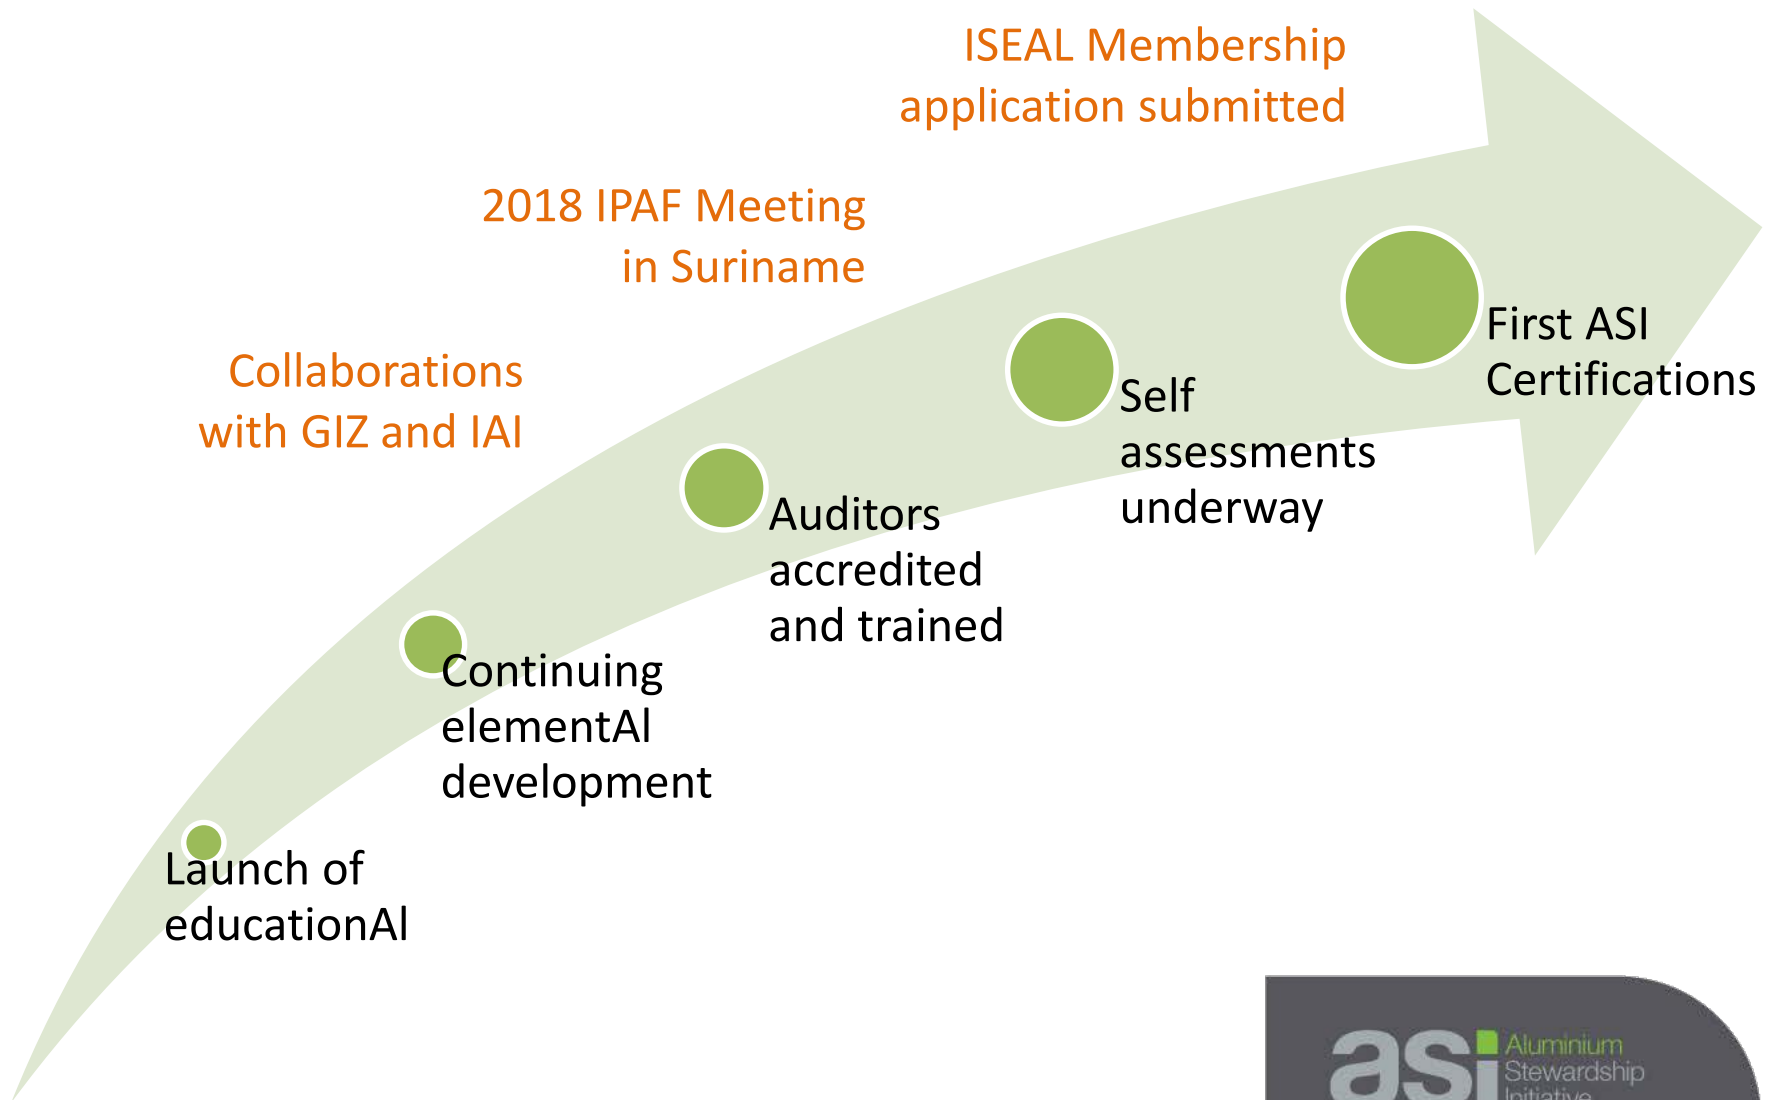 ISEAL Membership
application submitted
2018 IPAF Meeting
in Suriname
Collaborations
with GIZ and IAI
First ASI
Certifications
Self
assessments
underway
Auditors
accredited
and trained
Continuing
elementAl
development
Launch of
educationAl
asi
Aluminium
Stewardship
Initiative